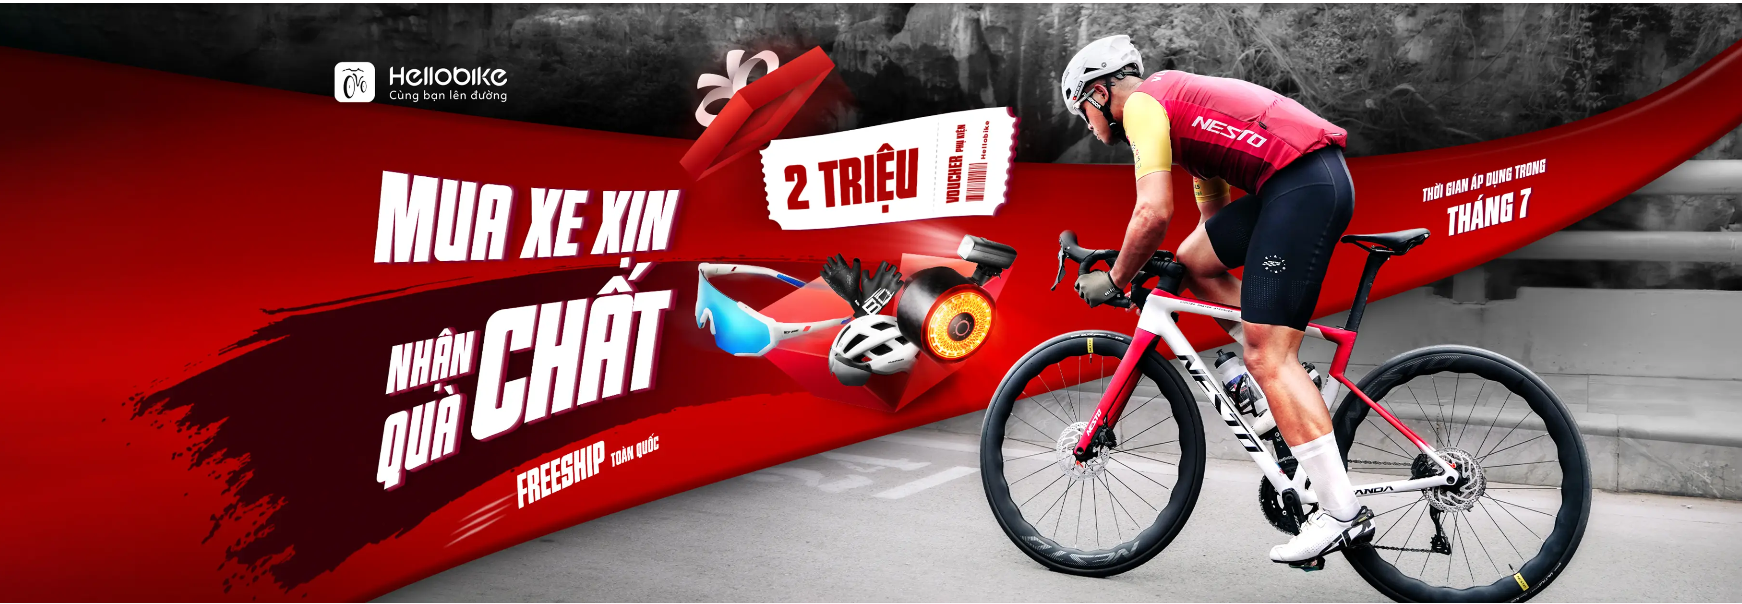 Hellobike
Cùng bạn lên đường
MUA XE XỊN
NHẬN
QUÀ
CHẤT
FREESHIP TOÀN QUỐC
2 TRIỆU
VOUCHER PHỤ KIỆN
Hellobike
NESTO
THỜI GIAN ÁP DỤNG TRONG
THÁNG 7
NESTO